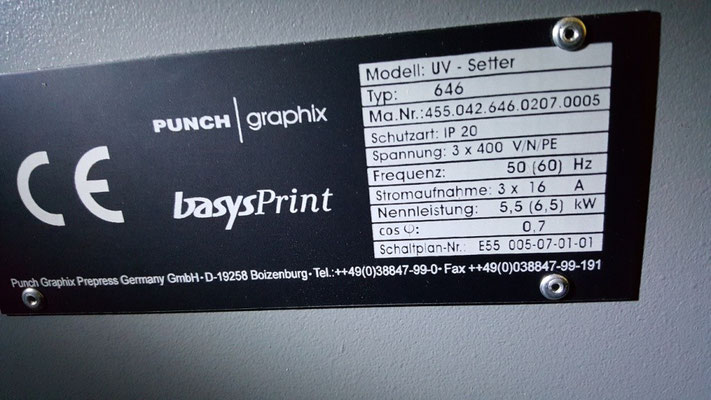 CE
PUNCH | graphix
basysPrint
Modell: UV - Setter
Typ: 646
Ma.Nr.:455.042.646.0207.0005
Schutzart: IP 20
Spannung: 3 x 400 V/N/PE
Frequenz: 50 (60) Hz
Stromaufnahme: 3 x 16 A
Nennleistung: 5,5 (6,5) kW
cos φ: 0,7
Schaltplan-Nr.: E55 005-07-01-01
Punch Graphix Prepress Germany GmbH • D-19258 Boizenburg • Tel.:++49(0)38847-99-0 • Fax ++49(0)038847-99-191